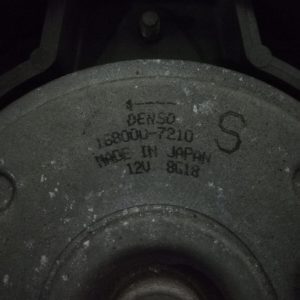 DENSO
168000-7210
MADE IN JAPAN
12V 8G18
S